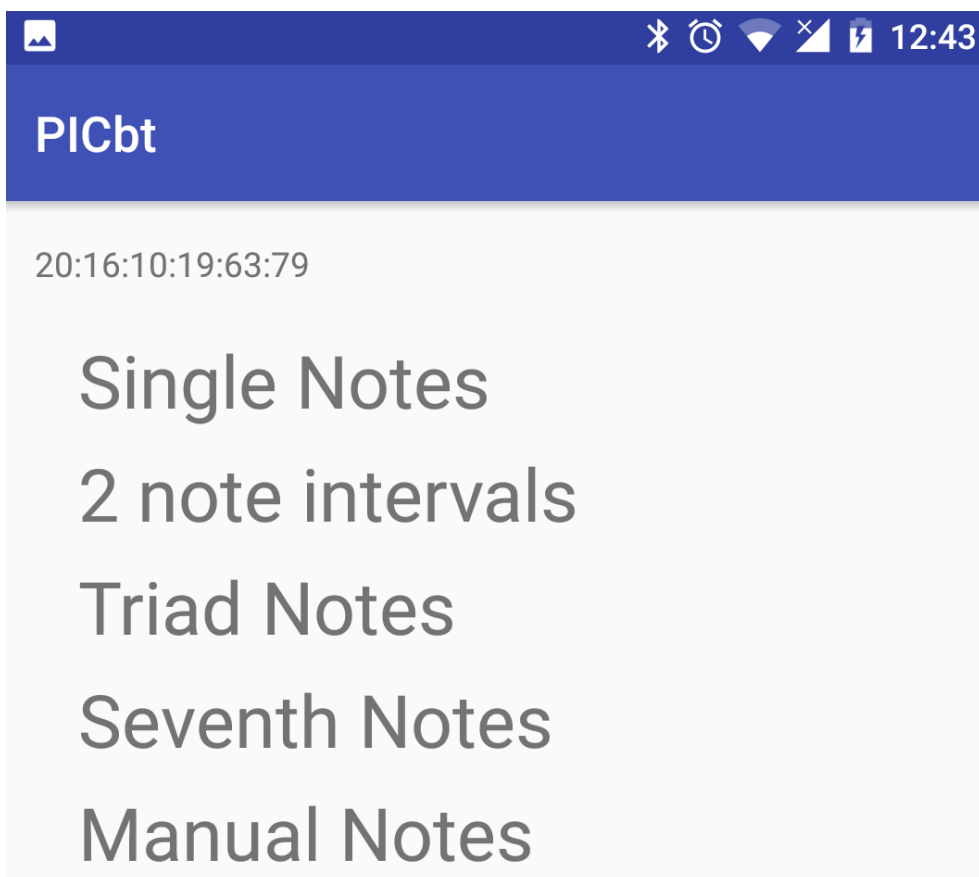 12:43
PICbt
20:16:10:19:63:79
Single Notes
2 note intervals
Triad Notes
Seventh Notes
Manual Notes